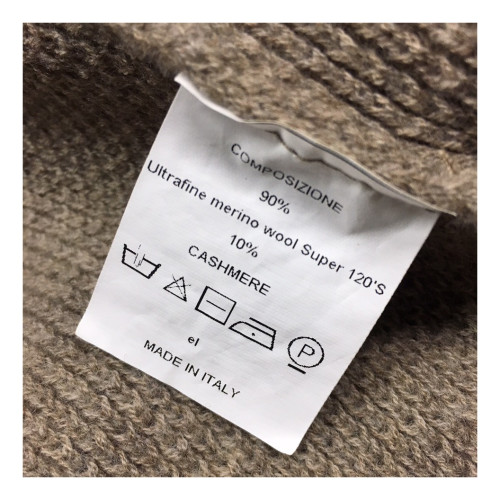 COMPOSIZIONE
90%
Ultrafine merino wool Super 120'S
10%
CASHMERE
P
el
MADE IN ITALY